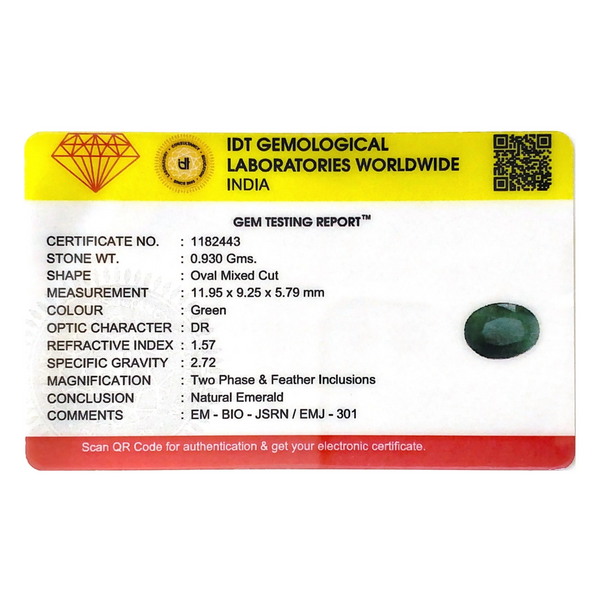 IDT GEMOLOGICAL
LABORATORIES WORLDWIDE
INDIA
idt
GEM TESTING REPORT™
CERTIFICATE NO. : 1182443
STONE WT. : 0.930 Gms.
SHAPE : Oval Mixed Cut
MEASUREMENT : 11.95 x 9.25 x 5.79 mm
COLOUR : Green
OPTIC CHARACTER : DR
REFRACTIVE INDEX : 1.57
SPECIFIC GRAVITY : 2.72
MAGNIFICATION : Two Phase & Feather Inclusions
CONCLUSION : Natural Emerald
COMMENTS : EM - BIO - JSRN / EMJ - 301
Scan QR Code for authentication & get your electronic certificate.